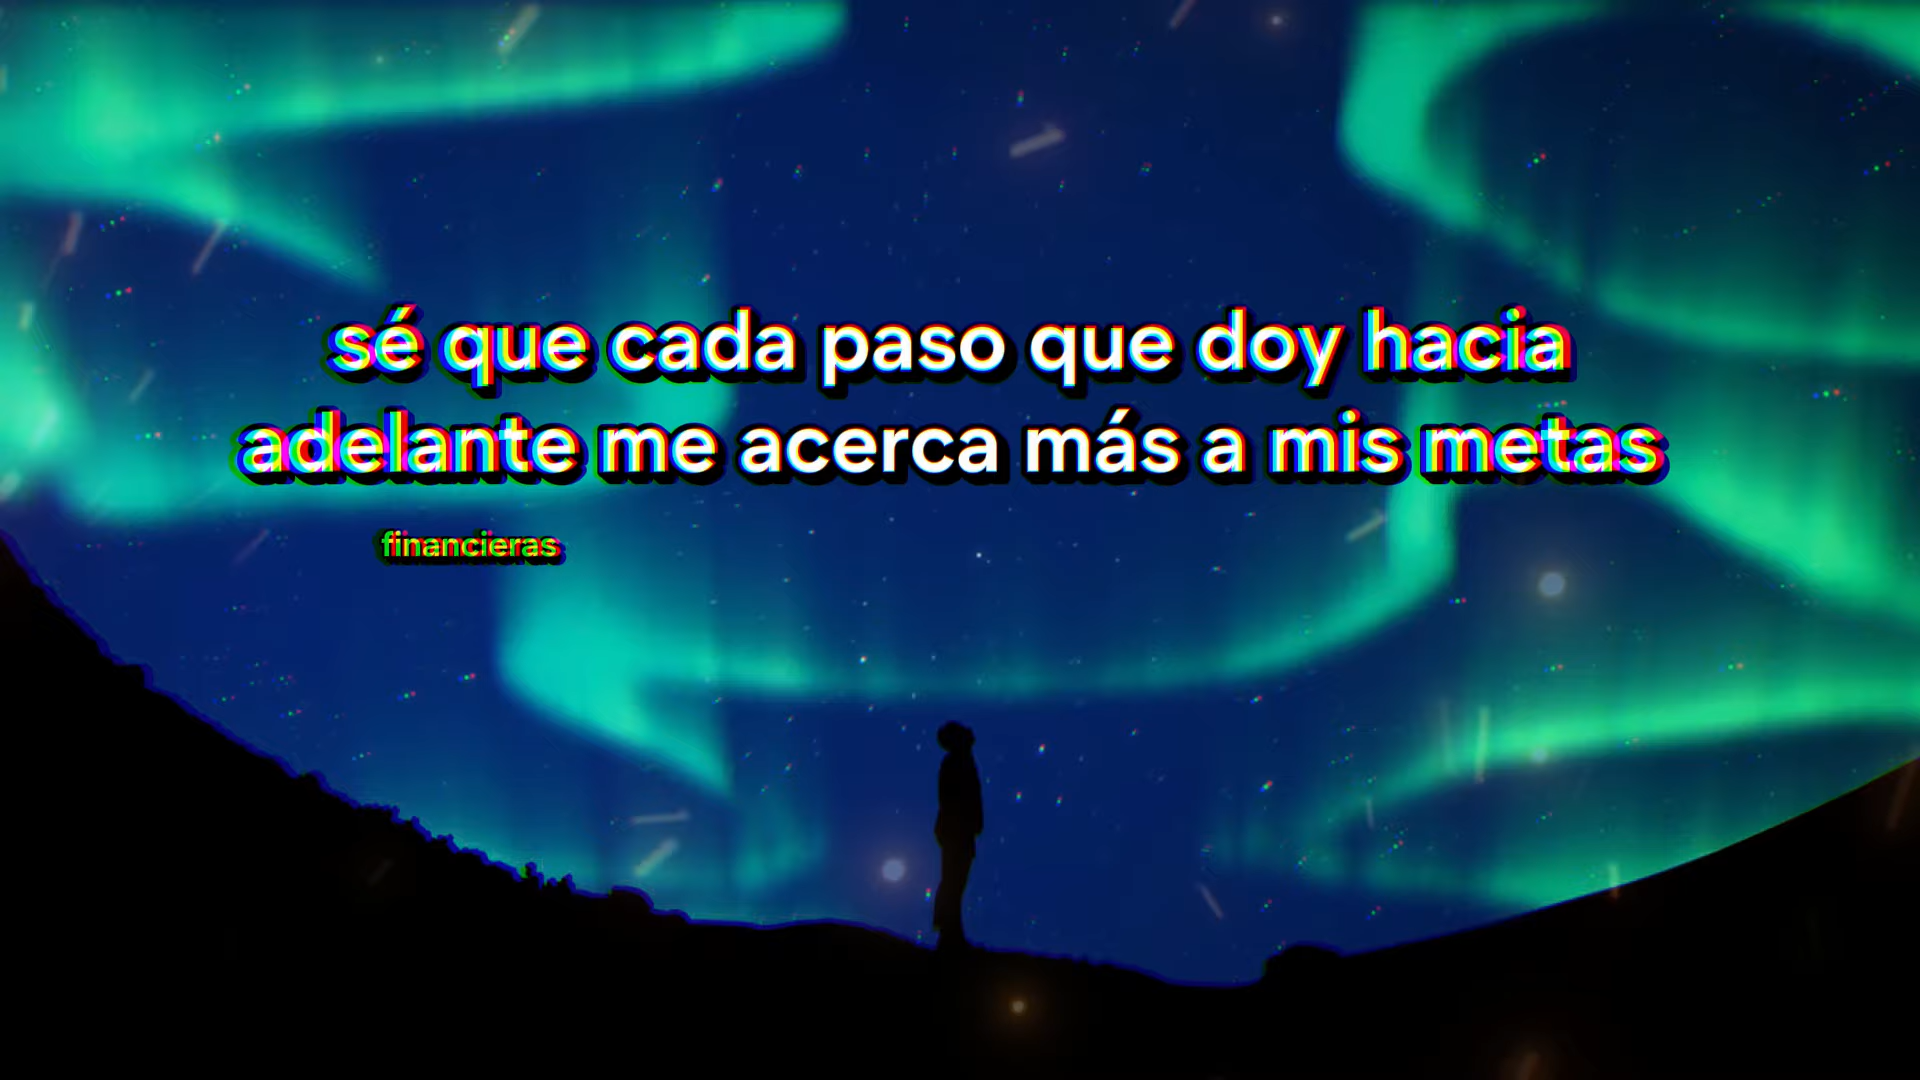 sé que cada paso que doy hacia
adelante me acerca más a mis metas
financieras